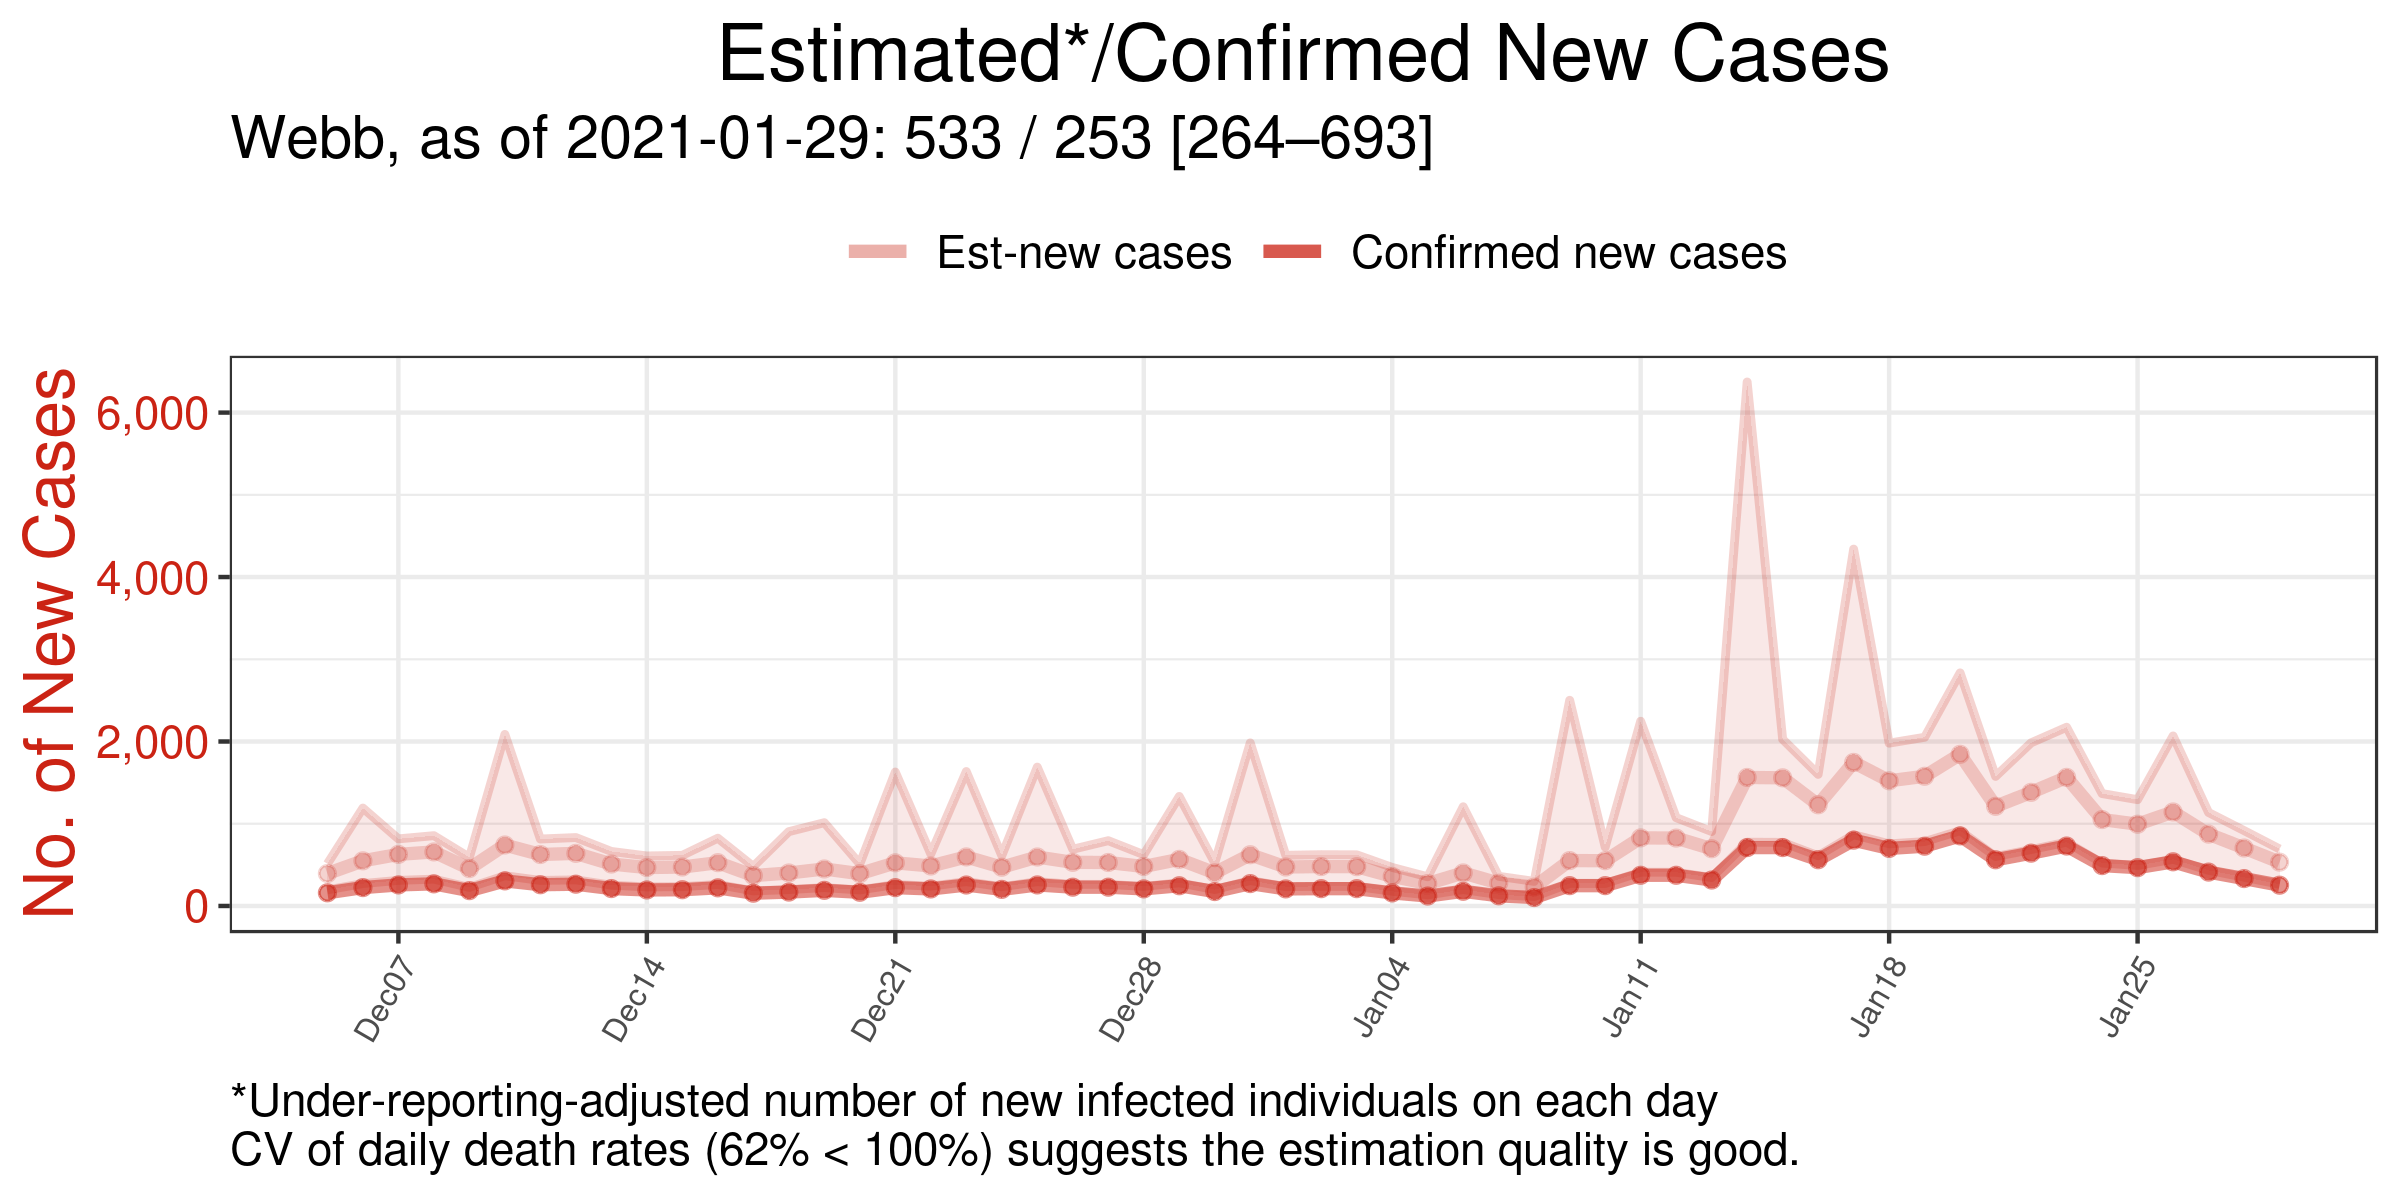 Estimated*/Confirmed New Cases
Webb, as of 2021-01-29: 533 / 253 [264–693]
Est-new cases
Confirmed new cases
No. of New Cases
6,000
4,000
2,000
0
Dec07
Dec14
Dec21
Dec28
Jan04
Jan11
Jan18
Jan25
*Under-reporting-adjusted number of new infected individuals on each day
CV of daily death rates (62% < 100%) suggests the estimation quality is good.